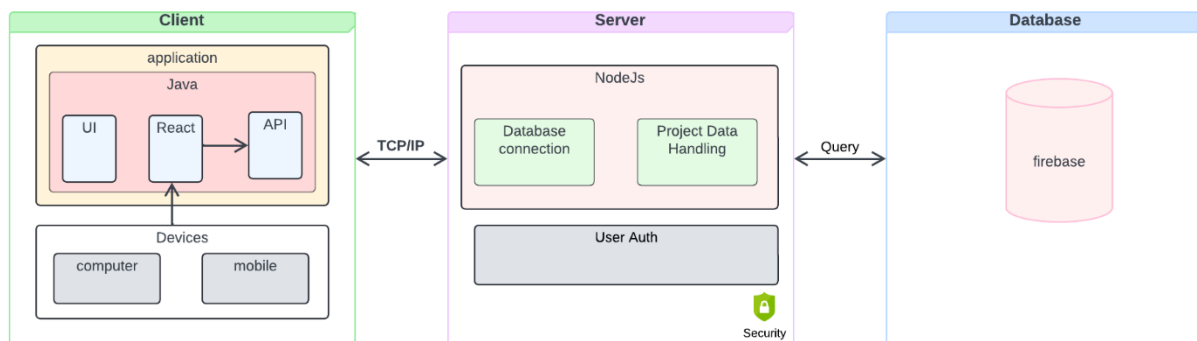 Client
application
Java
UI
React
API
Devices
computer
mobile
TCP/IP
Server
NodeJs
Database
connection
Project Data
Handling
User Auth
Security
Query
Database
firebase